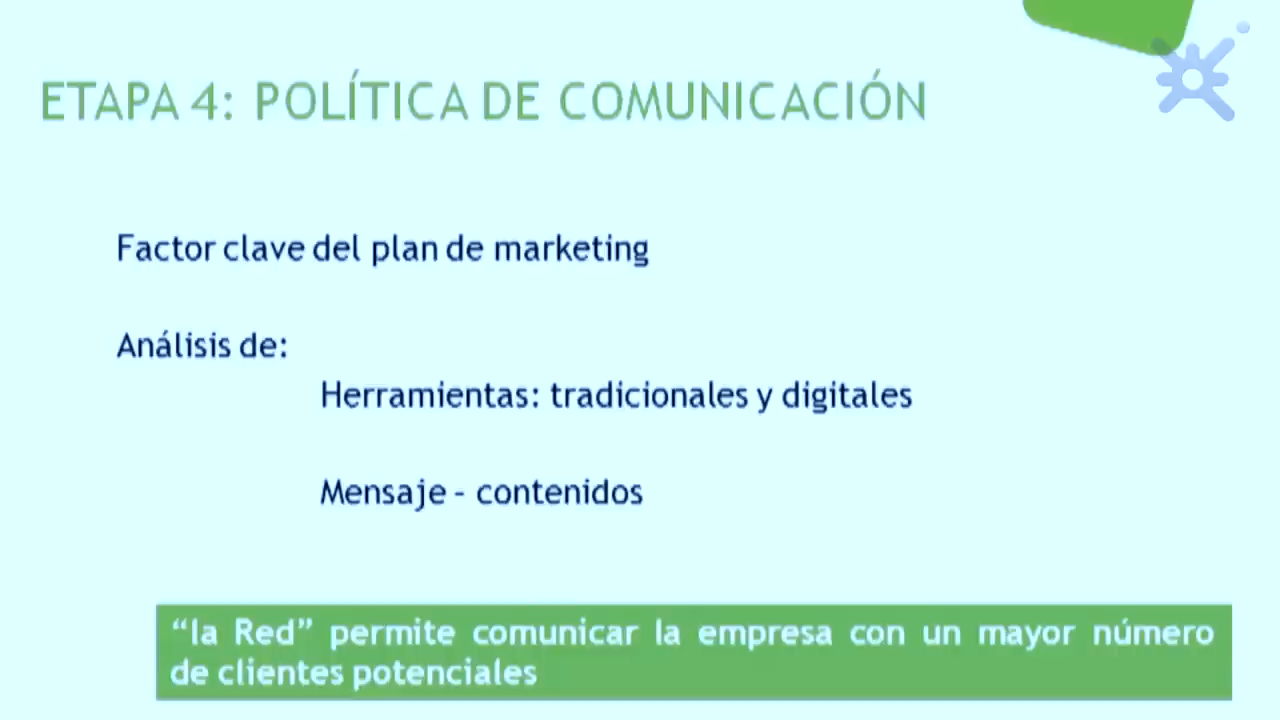 ETAPA 4: POLÍTICA DE COMUNICACIÓN
Factor clave del plan de marketing
Análisis de:
Herramientas: tradicionales y digitales
Mensaje – contenidos
“la Red” permite comunicar la empresa con un mayor número
de clientes potenciales